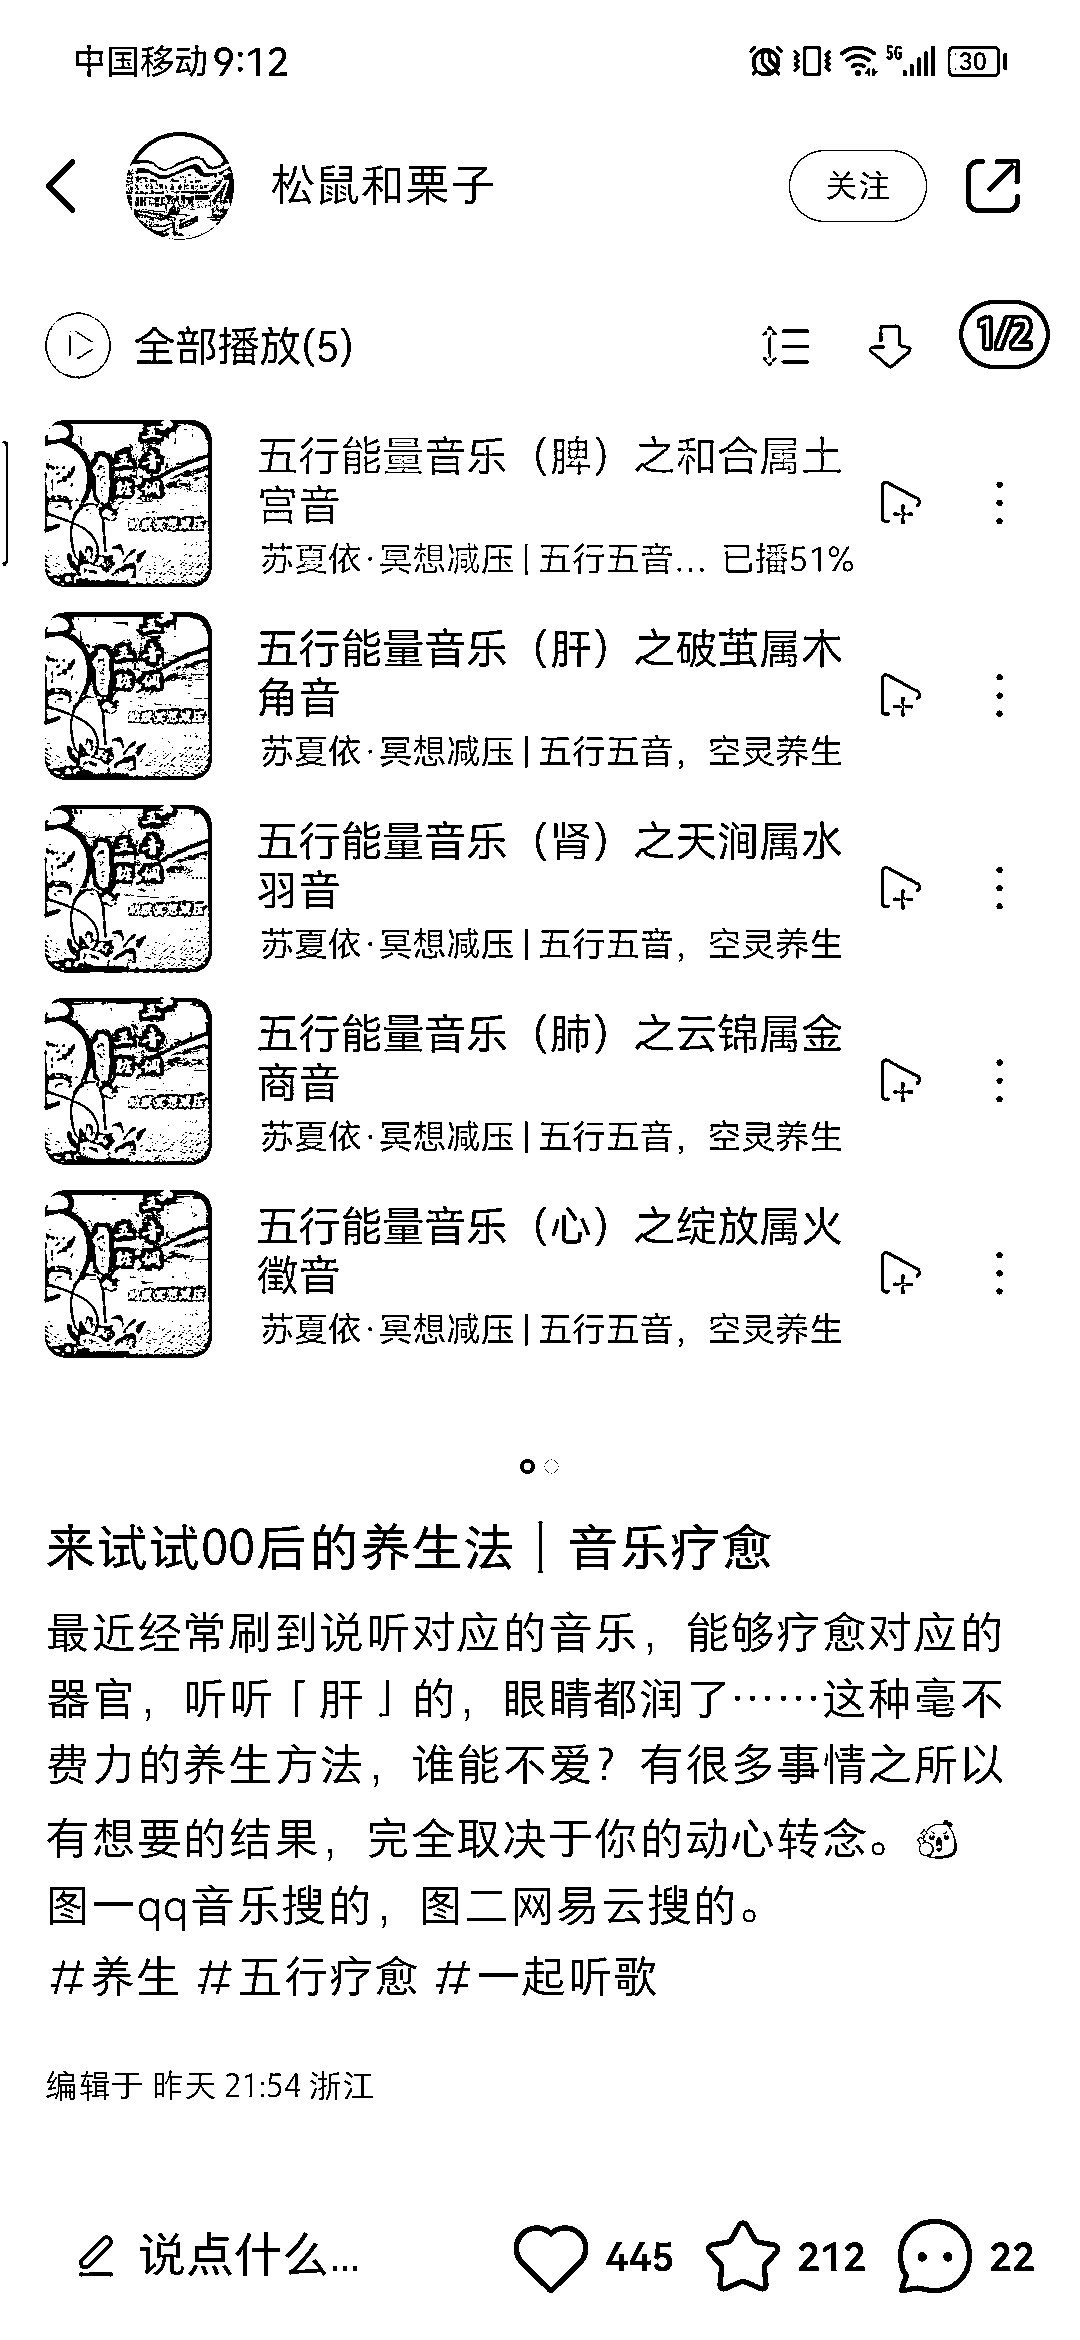 中国移动9:12
5G
30
松鼠和栗子
关注
全部播放(5)
1/2
五行能量音乐（脾）之和合属土
宫音
苏夏依·冥想减压|五行五音... 已播51%
五行能量音乐（肝）之破茧属木
角音
苏夏依·冥想减压|五行五音，空灵养生
五行能量音乐（肾）之天涧属水
羽音
苏夏依·冥想减压|五行五音，空灵养生
五行能量音乐（肺）之云锦属金
商音
苏夏依·冥想减压|五行五音，空灵养生
五行能量音乐（心）之绽放属火
徵音
苏夏依·冥想减压|五行五音，空灵养生
来试试00后的养生法｜音乐疗愈
最近经常刷到说听对应的音乐，能够疗愈对应的
器官，听听「肝」的，眼睛都润了……这种毫不
费力的养生方法，谁能不爱？有很多事情之所以
有想要的结果，完全取决于你的动心转念。
图一qq音乐搜的，图二网易云搜的。
#养生 #五行疗愈 #一起听歌
编辑于 昨天 21:54 浙江
说点什么...
445
212
22